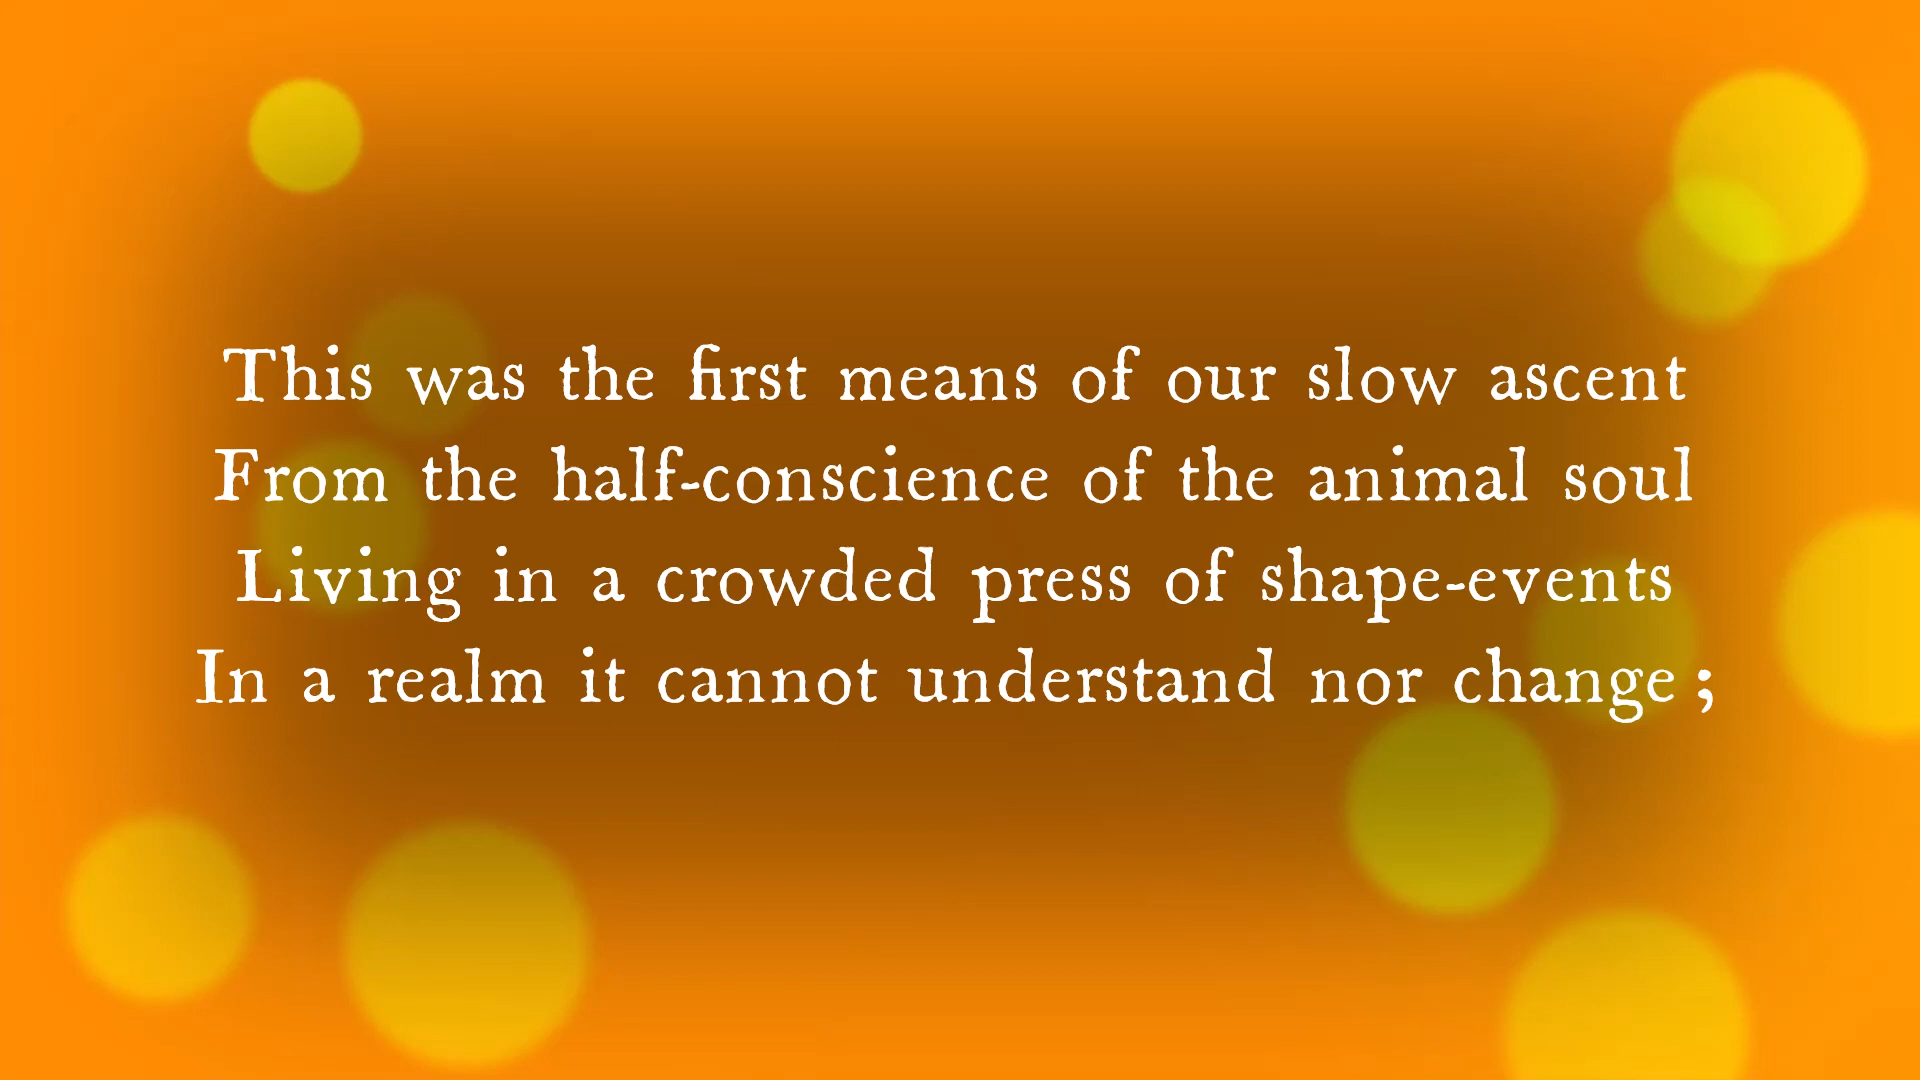 This was the first means of our slow ascent
From the half-conscience of the animal soul
Living in a crowded press of shape-events
In a realm it cannot understand nor change ;